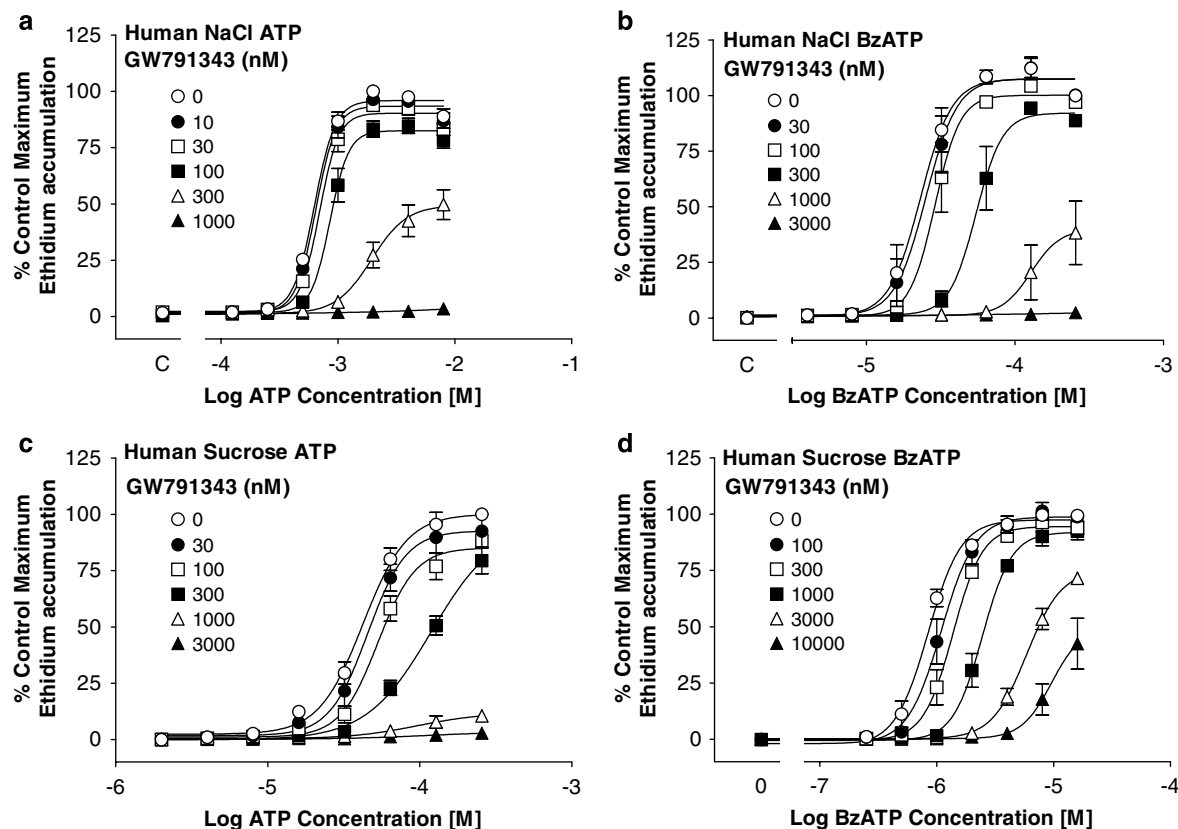 a
Human NaCl ATP
GW791343 (nM)
0
10
30
100
300
1000
125
100
75
50
25
0
% Control Maximum
Ethidium accumulation
C
-4
-3
-2
-1
Log ATP Concentration [M]
b
Human NaCl BzATP
GW791343 (nM)
0
30
100
300
1000
3000
125
100
75
50
25
0
% Control Maximum
Ethidium accumulation
C
-5
-4
-3
Log BzATP Concentration [M]
c
Human Sucrose ATP
GW791343 (nM)
0
30
100
300
1000
3000
125
100
75
50
25
0
% Control Maximum
Ethidium accumulation
-6
-5
-4
-3
Log ATP Concentration [M]
d
Human Sucrose BzATP
GW791343 (nM)
0
100
300
1000
3000
10000
125
100
75
50
25
0
% Control Maximum
Ethidium accumulation
0
-7
-6
-5
-4
Log BzATP Concentration [M]